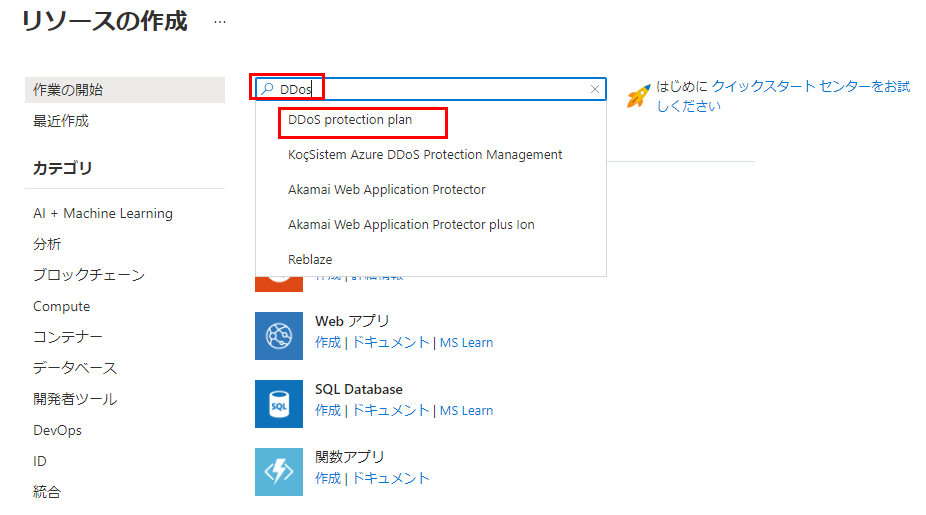 リソースの作成 ...
作業の開始
最近作成
カテゴリ
AI + Machine Learning
分析
ブロックチェーン
Compute
コンテナー
データベース
開発者ツール
DevOps
ID
統合
DDos
DDoS protection plan
KoçSistem Azure DDoS Protection Management
Akamai Web Application Protector
Akamai Web Application Protector plus Ion
Reblaze
はじめに クイックスタート センターをお試
しください
Web アプリ
作成 | ドキュメント | MS Learn
SQL Database
作成 | ドキュメント | MS Learn
SQL
関数アプリ
作成 | ドキュメント